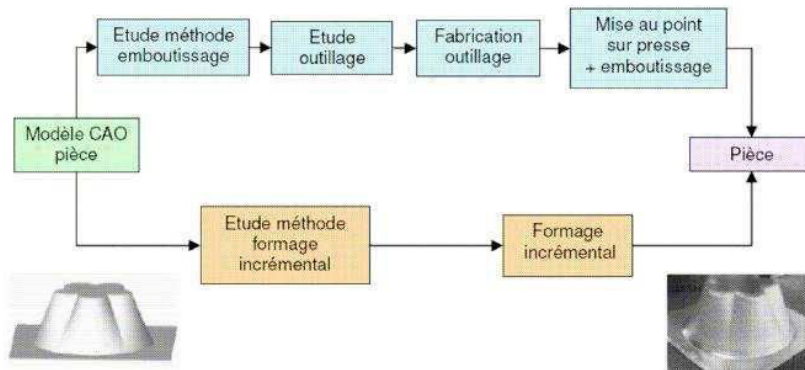 Etude méthode
emboutissage
Etude
outillage
Fabrication
outillage
Mise au point
sur presse
+ emboutissage
Modèle CAO
pièce
Pièce
Etude méthode
formage
incrémental
Formage
incrémental